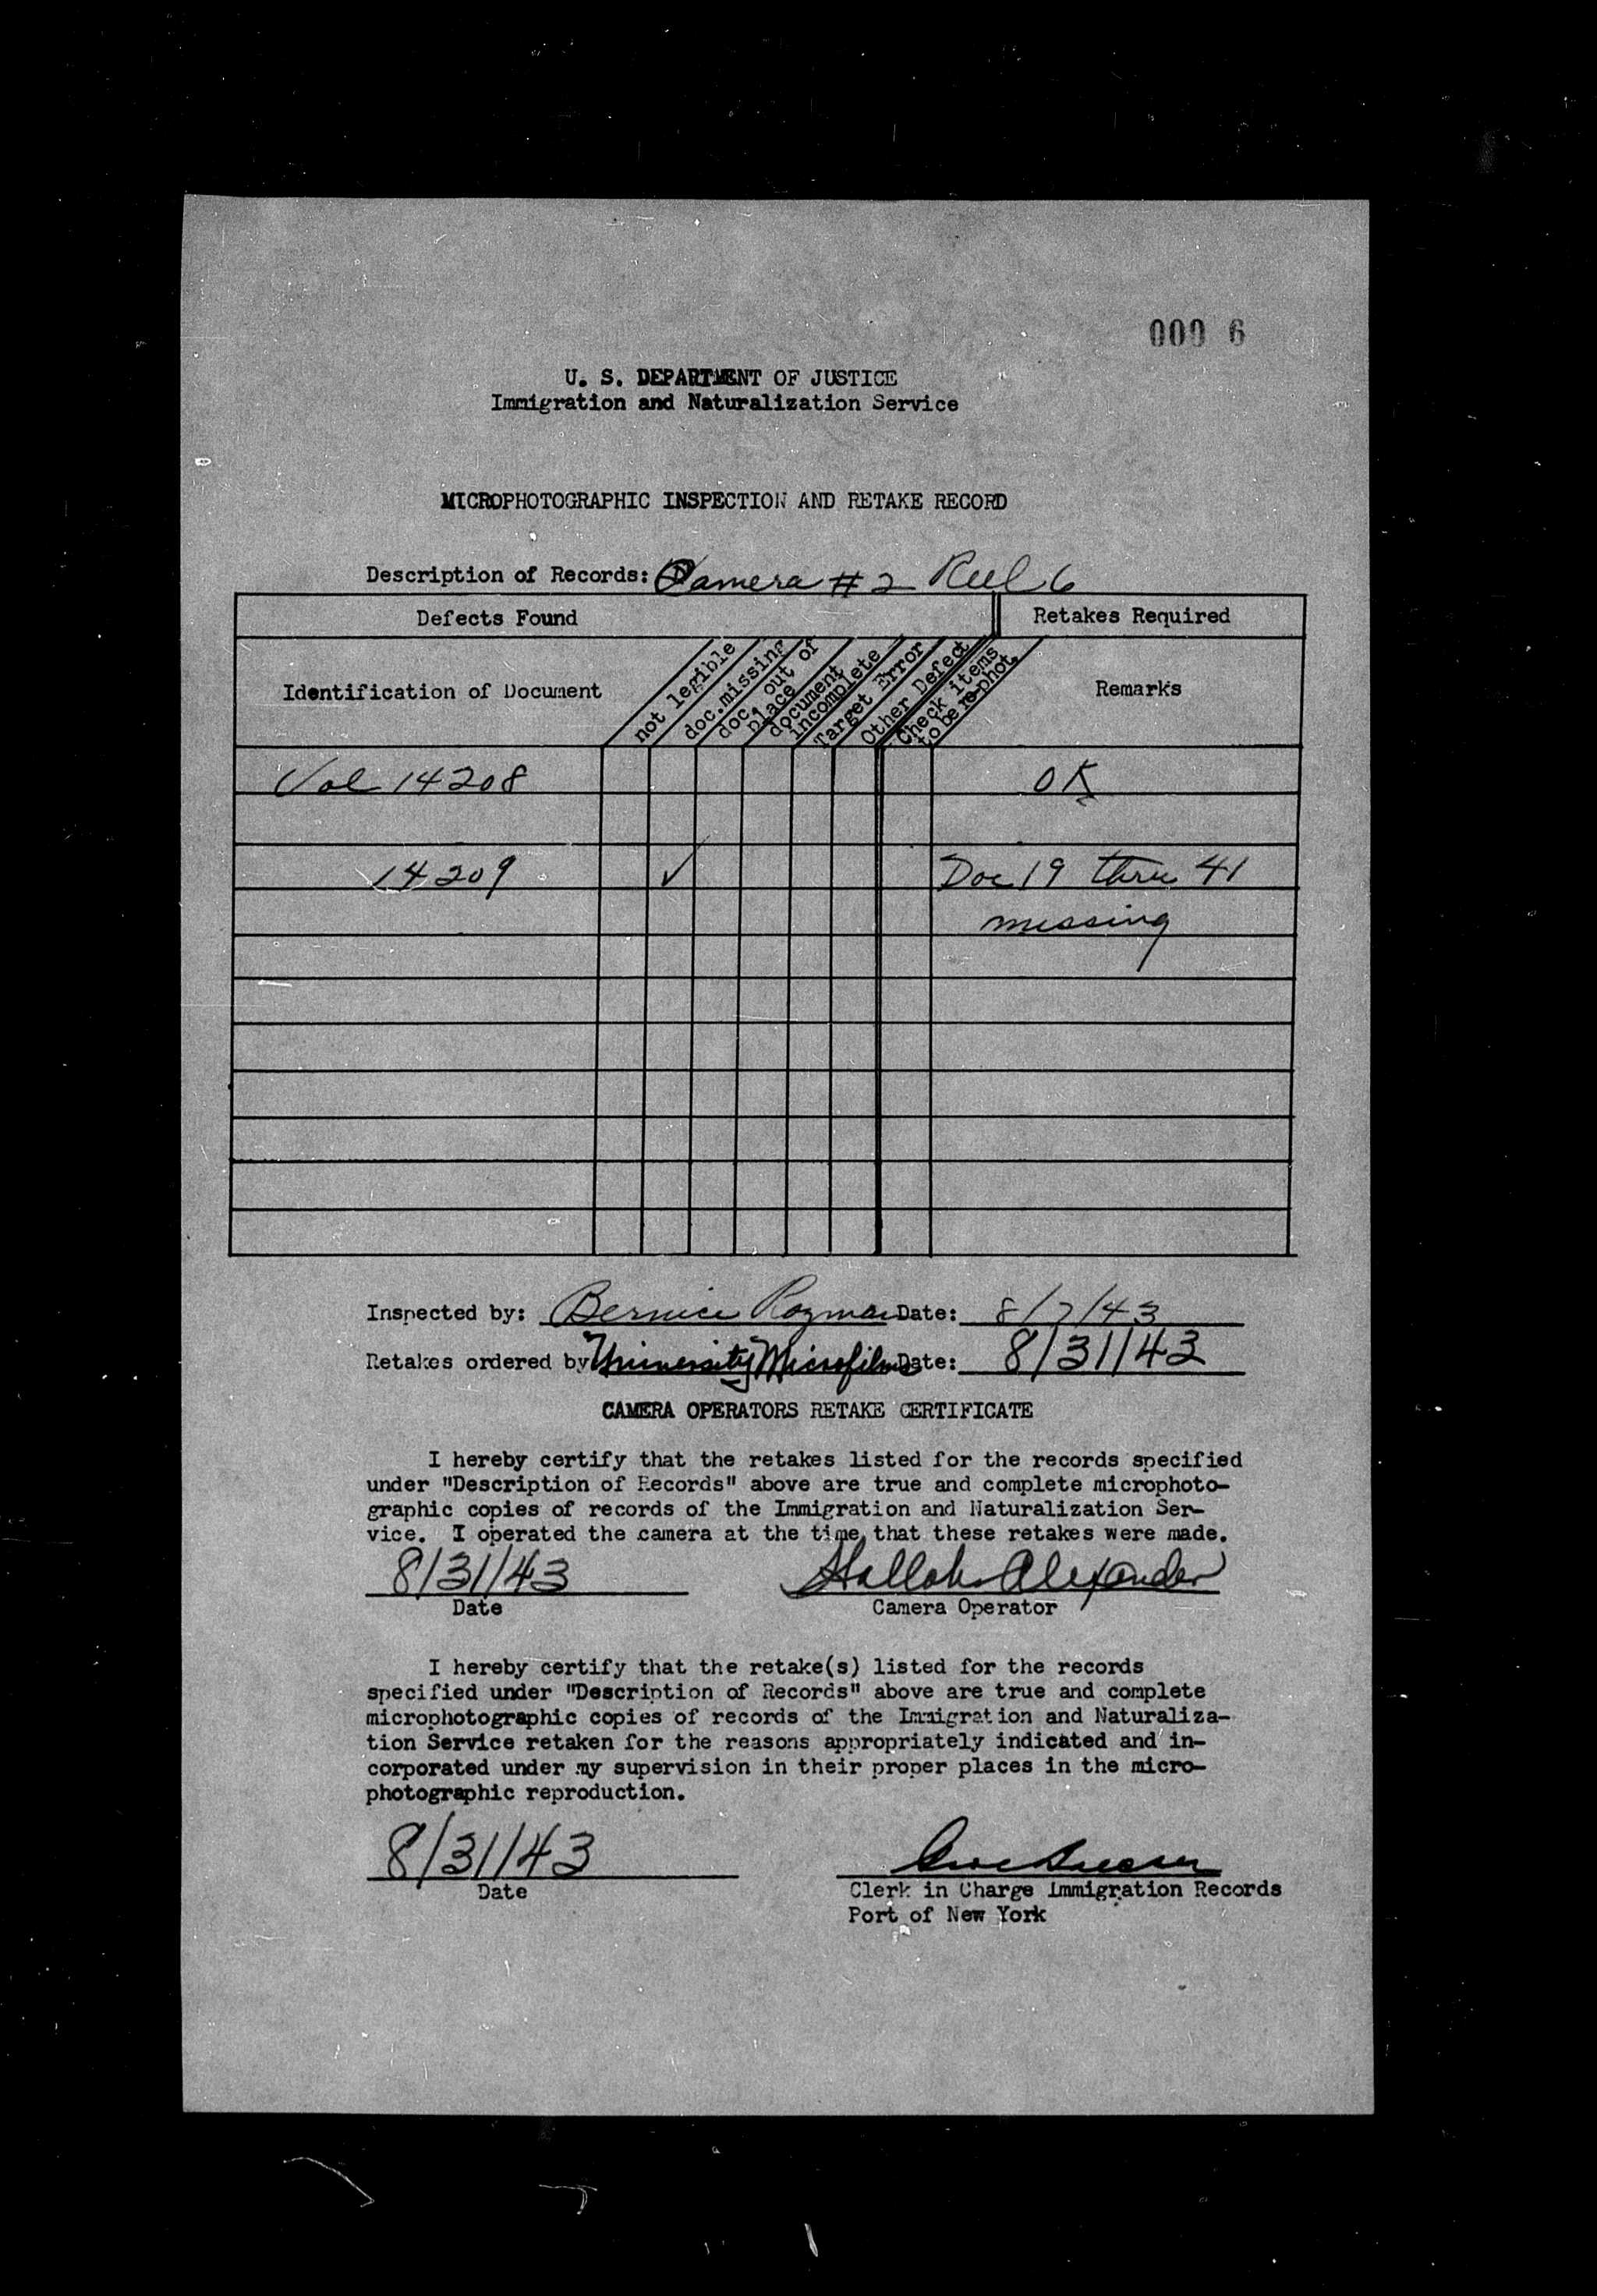 000 6
U. S. DEPARTMENT OF JUSTICE
Immigration and Naturalization Service
MICROPHOTOGRAPHIC INSPECTION AND RETAKE RECORD
Description of Records: Camera # 2 Reel 6
Defects Found Retakes Required
Identification of Document
not legible
doc. missing
doc. out of
place
document
incomplete
Target Error
Other Defect
Check items
to be re-phot.
Remarks
Vol 14208 OK
14209 ✓ Doc 19 thru 41
missing
Inspected by: Bernice Rozman Date: 8/7/43
Retakes ordered by University Microfilms Date: 8/31/43
CAMERA OPERATORS RETAKE CERTIFICATE
I hereby certify that the retakes listed for the records specified
under "Description of Records" above are true and complete microphoto-
graphic copies of records of the Immigration and Naturalization Ser-
vice. I operated the camera at the time that these retakes were made.
8/31/43 Alexander
Date Camera Operator
I hereby certify that the retake(s) listed for the records
specified under "Description of Records" above are true and complete
microphotographic copies of records of the Immigration and Naturaliza-
tion Service retaken for the reasons appropriately indicated and in-
corporated under my supervision in their proper places in the micro-
photographic reproduction.
8/31/43
Date Clerk in Charge Immigration Records
Port of New York